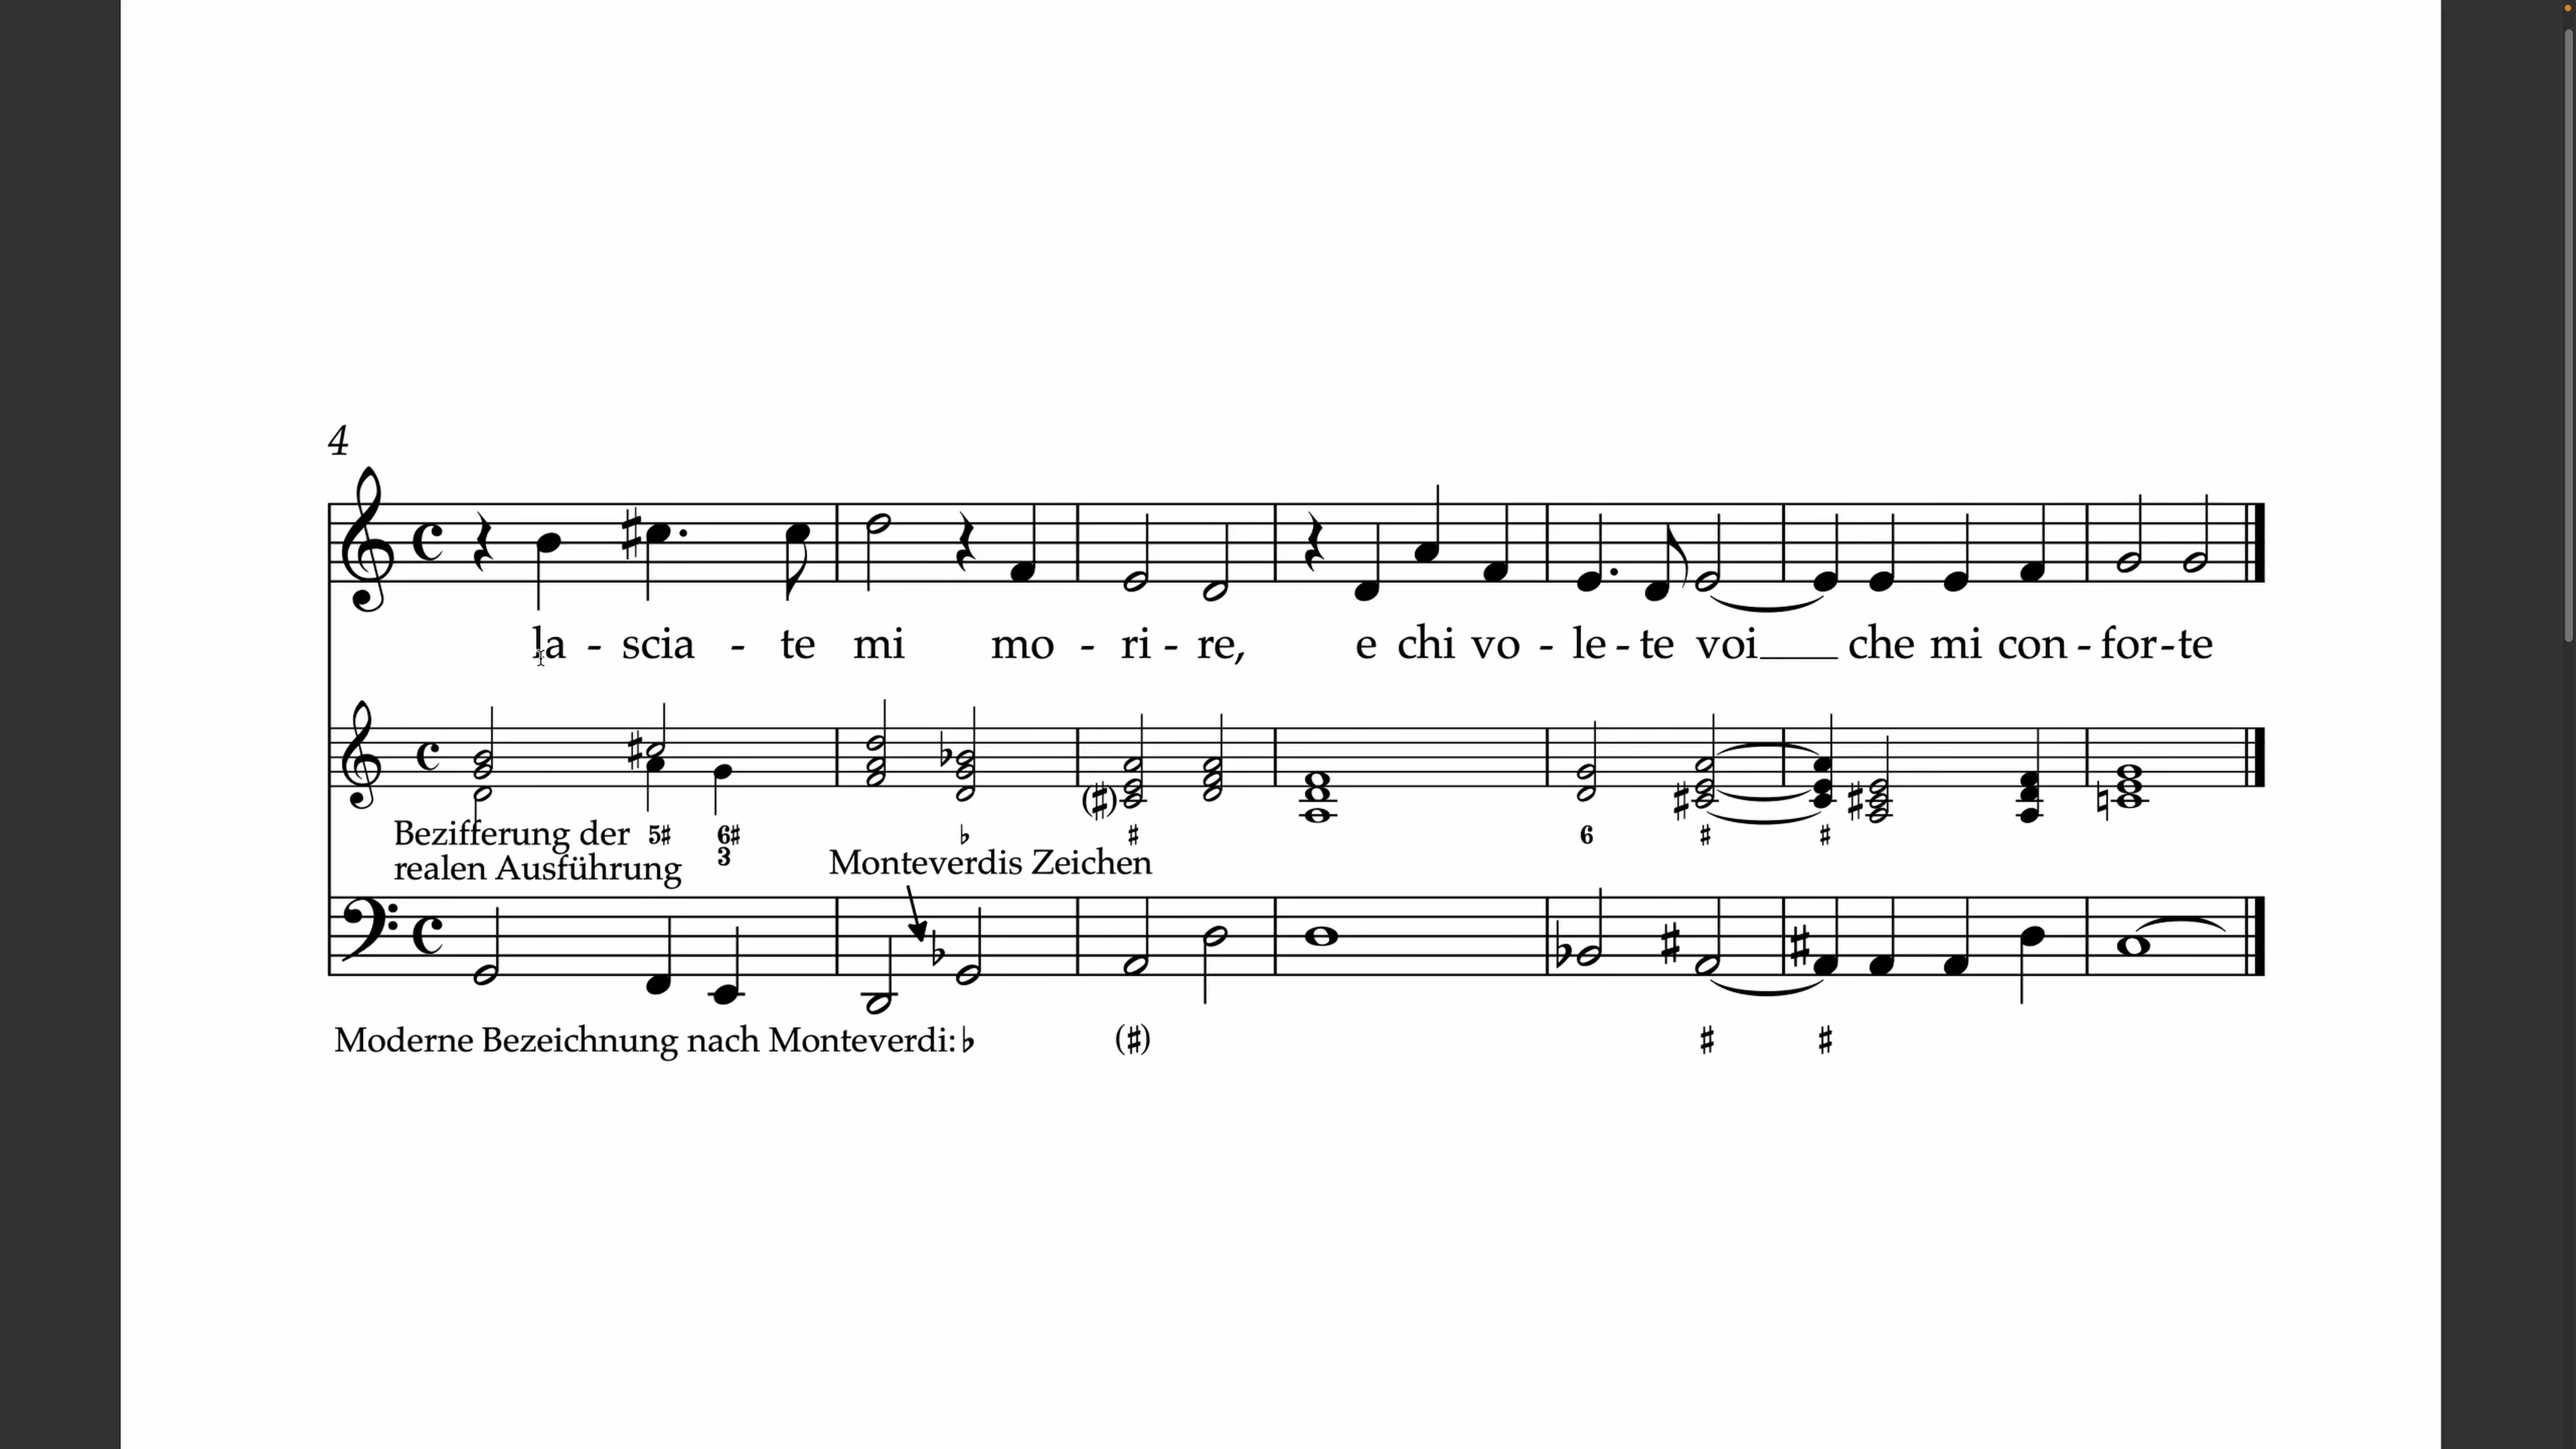 4
la - scia - te mi mo - ri - re, e chi vo - le - te voi___ che mi con - for - te
Bezifferung der 5♯ 6♯ ♭ ♯ 6 ♯ ♯
3
realen Ausführung Monteverdis Zeichen
Moderne Bezeichnung nach Monteverdi: ♭ (♯) ♯ ♯